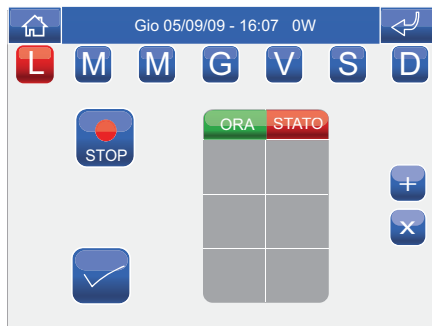 Gio 05/09/09 - 16:07 0W
L M M G V S D
ORA STATO
STOP
+
x